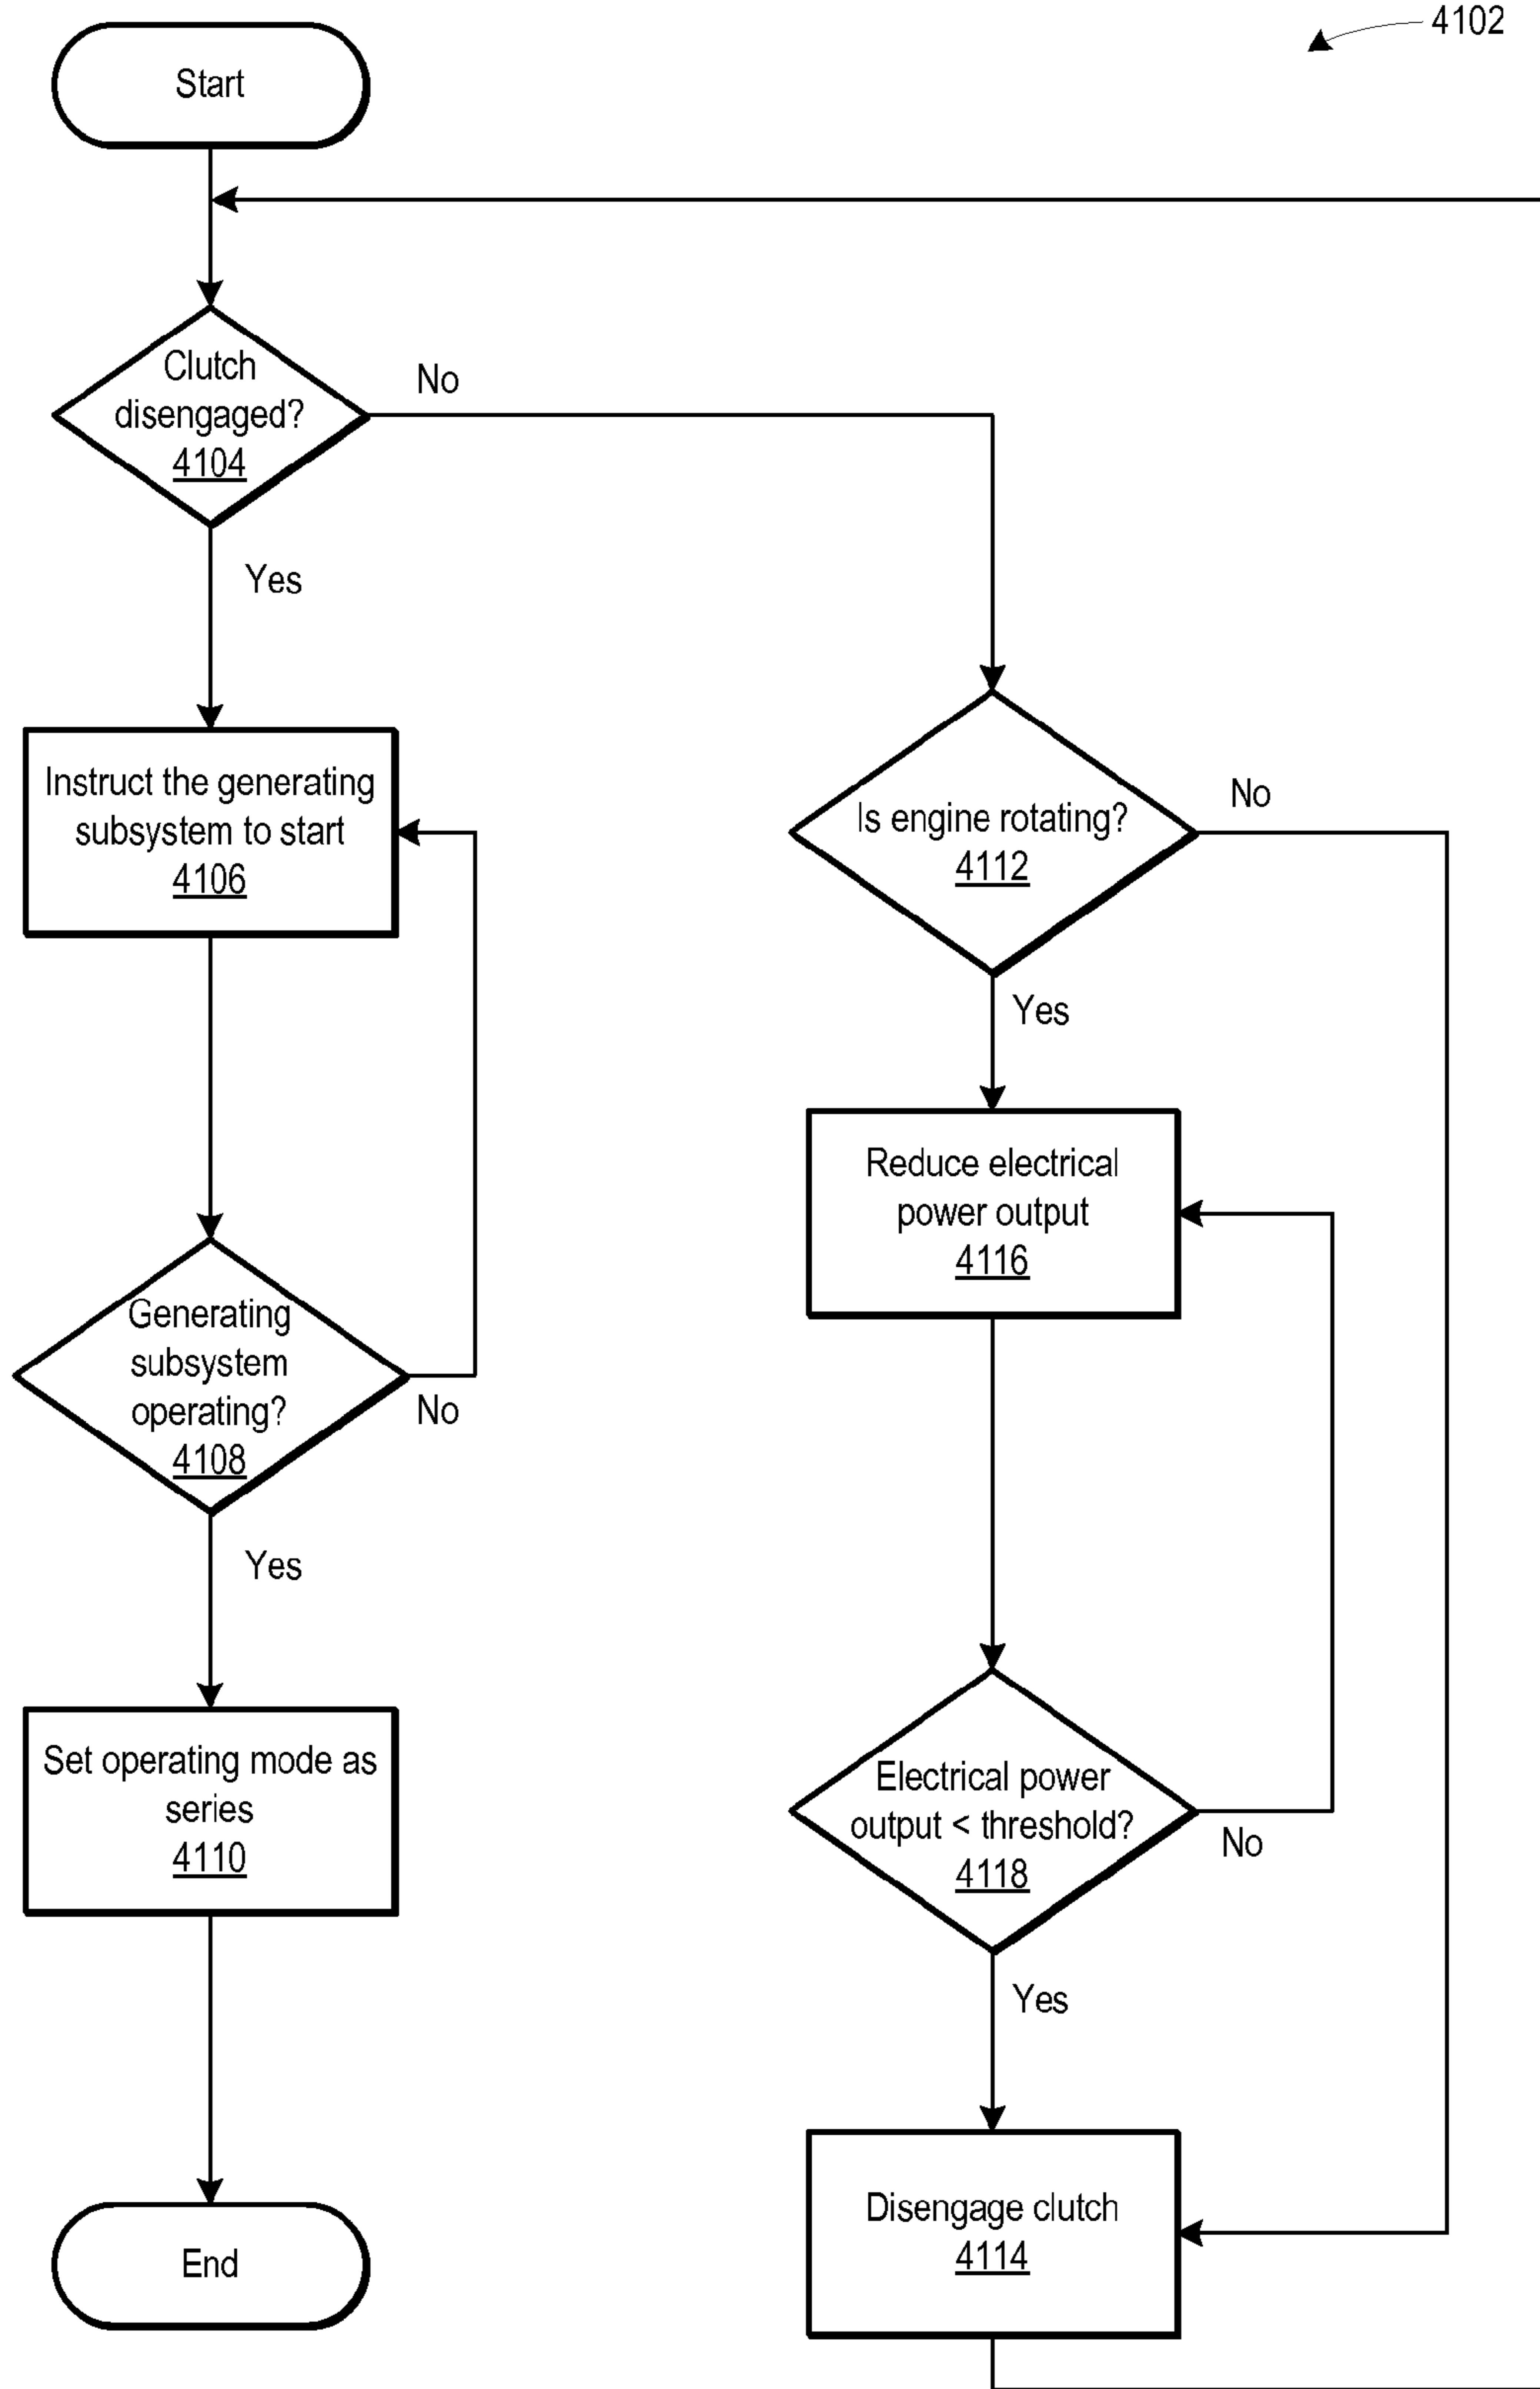 4102
Start
Clutch
disengaged?
4104
No
Yes
Instruct the generating
subsystem to start
4106
Is engine rotating?
4112
No
Yes
Reduce electrical
power output
4116
Generating
subsystem
operating?
4108
No
Yes
Set operating mode as
series
4110
Electrical power
output < threshold?
4118
No
Yes
Disengage clutch
4114
End